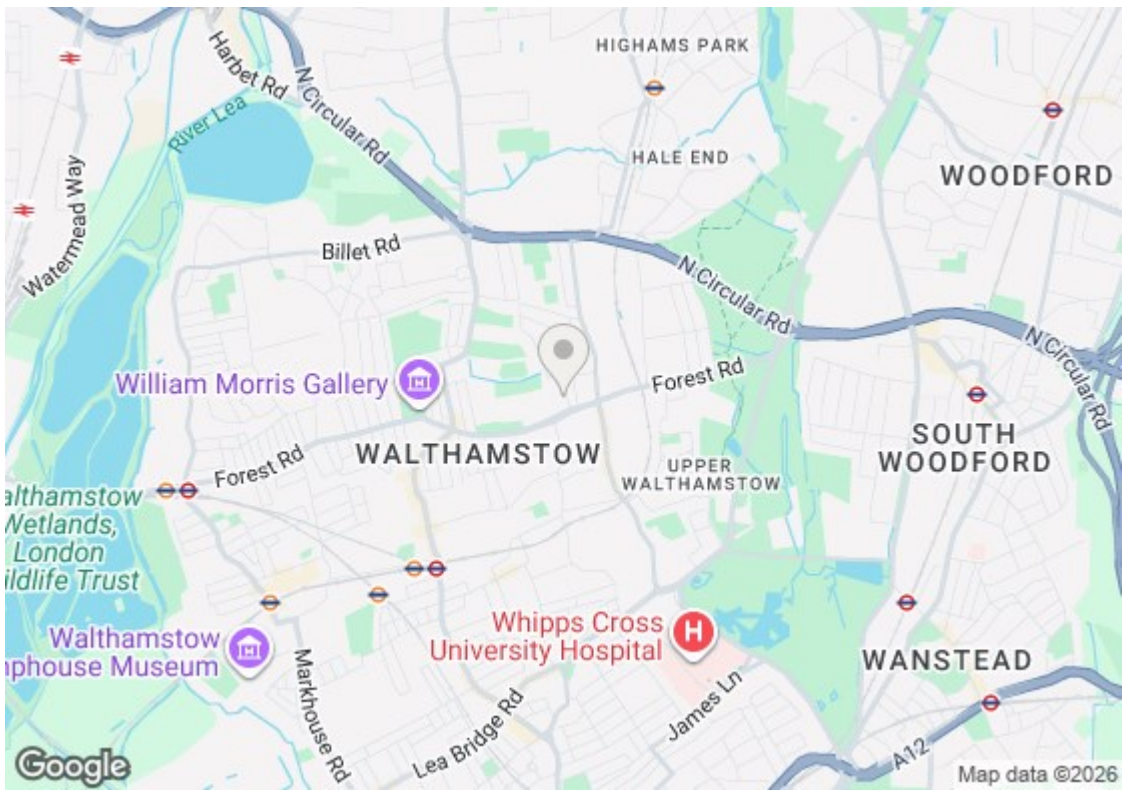 HIGHAMS PARK
Harbet Rd
N Circular Rd
River Lea
HALE END
WOODFORD
Watermead Way
Billet Rd
N Circular Rd
N Circular Rd
William Morris Gallery
Forest Rd
WALTHAMSTOW
SOUTH
WOODFORD
Forest Rd
UPPER
WALTHAMSTOW
althamstow
Wetlands,
London
ildlife Trust
H
Whipps Cross
University Hospital
Walthamstow
mphouse Museum
WANSTEAD
Markhouse Rd
James Ln
Lea Bridge Rd
A12
Google
Map data ©2026